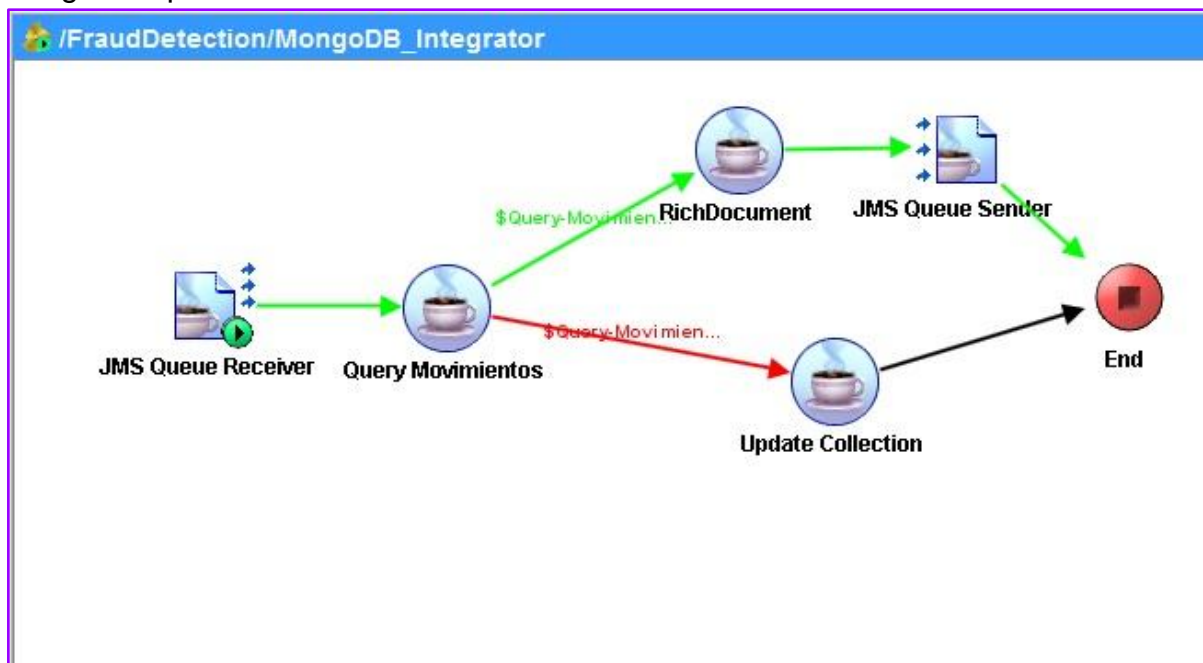 /FraudDetection/MongoDB_Integrator
$Query-Movimien...
RichDocument
JMS Queue Sender
JMS Queue Receiver
Query Movimientos
$Query-Movimien...
End
Update Collection